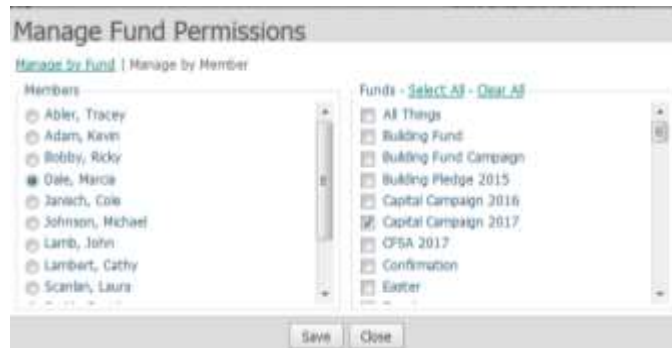 Manage Fund Permissions
Manage by Fund | Manage by Member
Members
Abler, Tracey
Adam, Kevin
Bobby, Ricky
Dale, Marcia
Janisch, Cole
Johnson, Michael
Lamb, John
Lambert, Cathy
Scanlan, Laura
Funds - Select All - Clear All
All Things
Building Fund
Building Fund Campaign
Building Pledge 2015
Capital Campaign 2016
Capital Campaign 2017
CFSA 2017
Confirmation
Easter
Save
Close